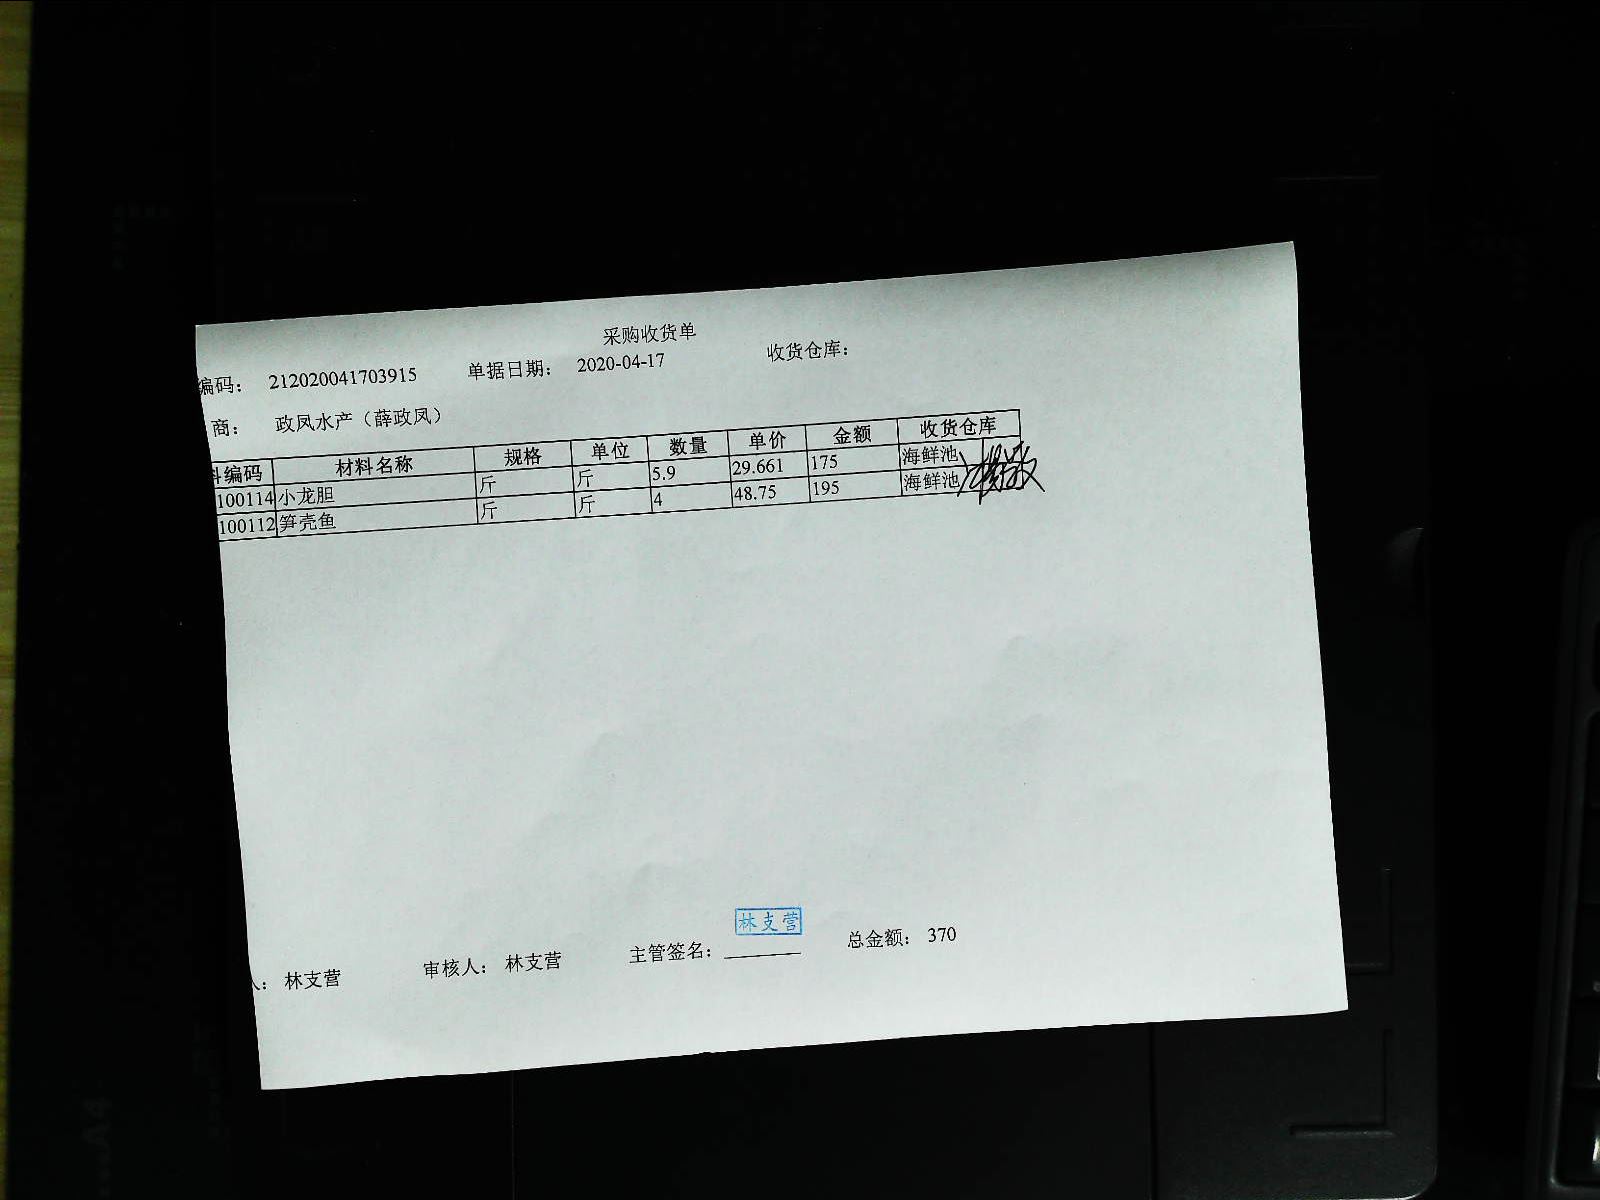 采购收货单
编码: 212020041703915 单据日期: 2020-04-17 收货仓库:
商: 政凤水产（薛政凤）
料编码 材料名称 规格 单位 数量 单价 金额 收货仓库
100114 小龙胆 斤 斤 5.9 29.661 175 海鲜池
100112 笋壳鱼 斤 斤 4 48.75 195 海鲜池
林支营
人: 林支营 审核人: 林支营 主管签名: 总金额: 370